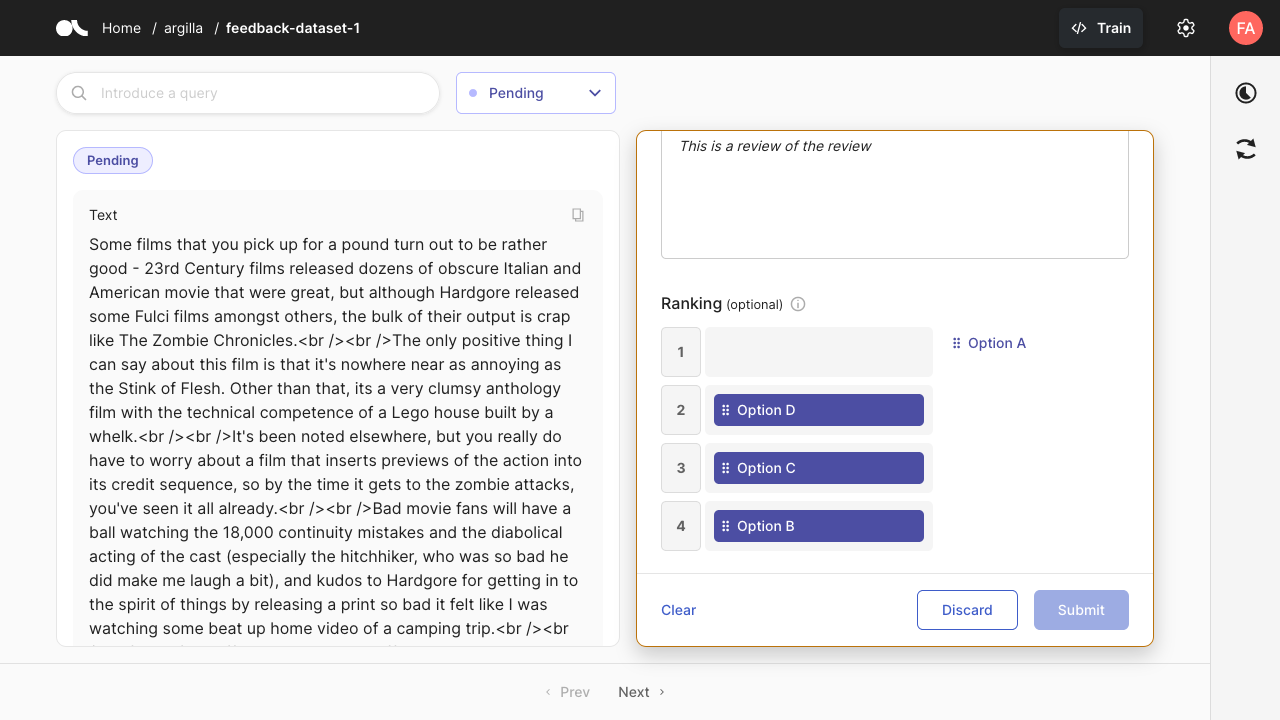 Home / argilla / feedback-dataset-1
Train
FA
Introduce a query
Pending
Pending
Text
Some films that you pick up for a pound turn out to be rather
good - 23rd Century films released dozens of obscure Italian and
American movie that were great, but although Hardgore released
some Fulci films amongst others, the bulk of their output is crap
like The Zombie Chronicles.<br /><br />The only positive thing I
can say about this film is that it's nowhere near as annoying as
the Stink of Flesh. Other than that, its a very clumsy anthology
film with the technical competence of a Lego house built by a
whelk.<br /><br />It's been noted elsewhere, but you really do
have to worry about a film that inserts previews of the action into
its credit sequence, so by the time it gets to the zombie attacks,
you've seen it all already.<br /><br />Bad movie fans will have a
ball watching the 18,000 continuity mistakes and the diabolical
acting of the cast (especially the hitchhiker, who was so bad he
did make me laugh a bit), and kudos to Hardgore for getting in to
the spirit of things by releasing a print so bad it felt like I was
watching some beat up home video of a camping trip.<br /><br
This is a review of the review
Ranking (optional)
1
Option A
2 Option D
3 Option C
4 Option B
Clear
Discard
Submit
Prev
Next